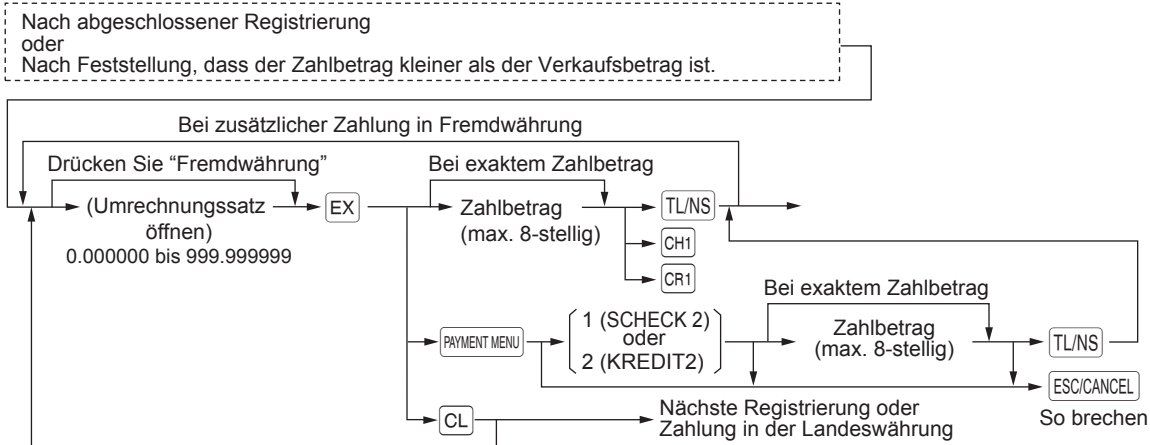 Nach abgeschlossener Registrierung
oder
Nach Feststellung, dass der Zahlbetrag kleiner als der Verkaufsbetrag ist.
Bei zusätzlicher Zahlung in Fremdwährung
Drücken Sie “Fremdwährung”
Bei exaktem Zahlbetrag
(Umrechnungssatz
öffnen)
0.000000 bis 999.999999
EX
Zahlbetrag
(max. 8-stellig)
TL/NS
CH1
CR1
Bei exaktem Zahlbetrag
PAYMENT MENU
1 (SCHECK 2)
oder
2 (KREDIT2)
Zahlbetrag
(max. 8-stellig)
TL/NS
ESC/CANCEL
So brechen
CL
Nächste Registrierung oder
Zahlung in der Landeswährung